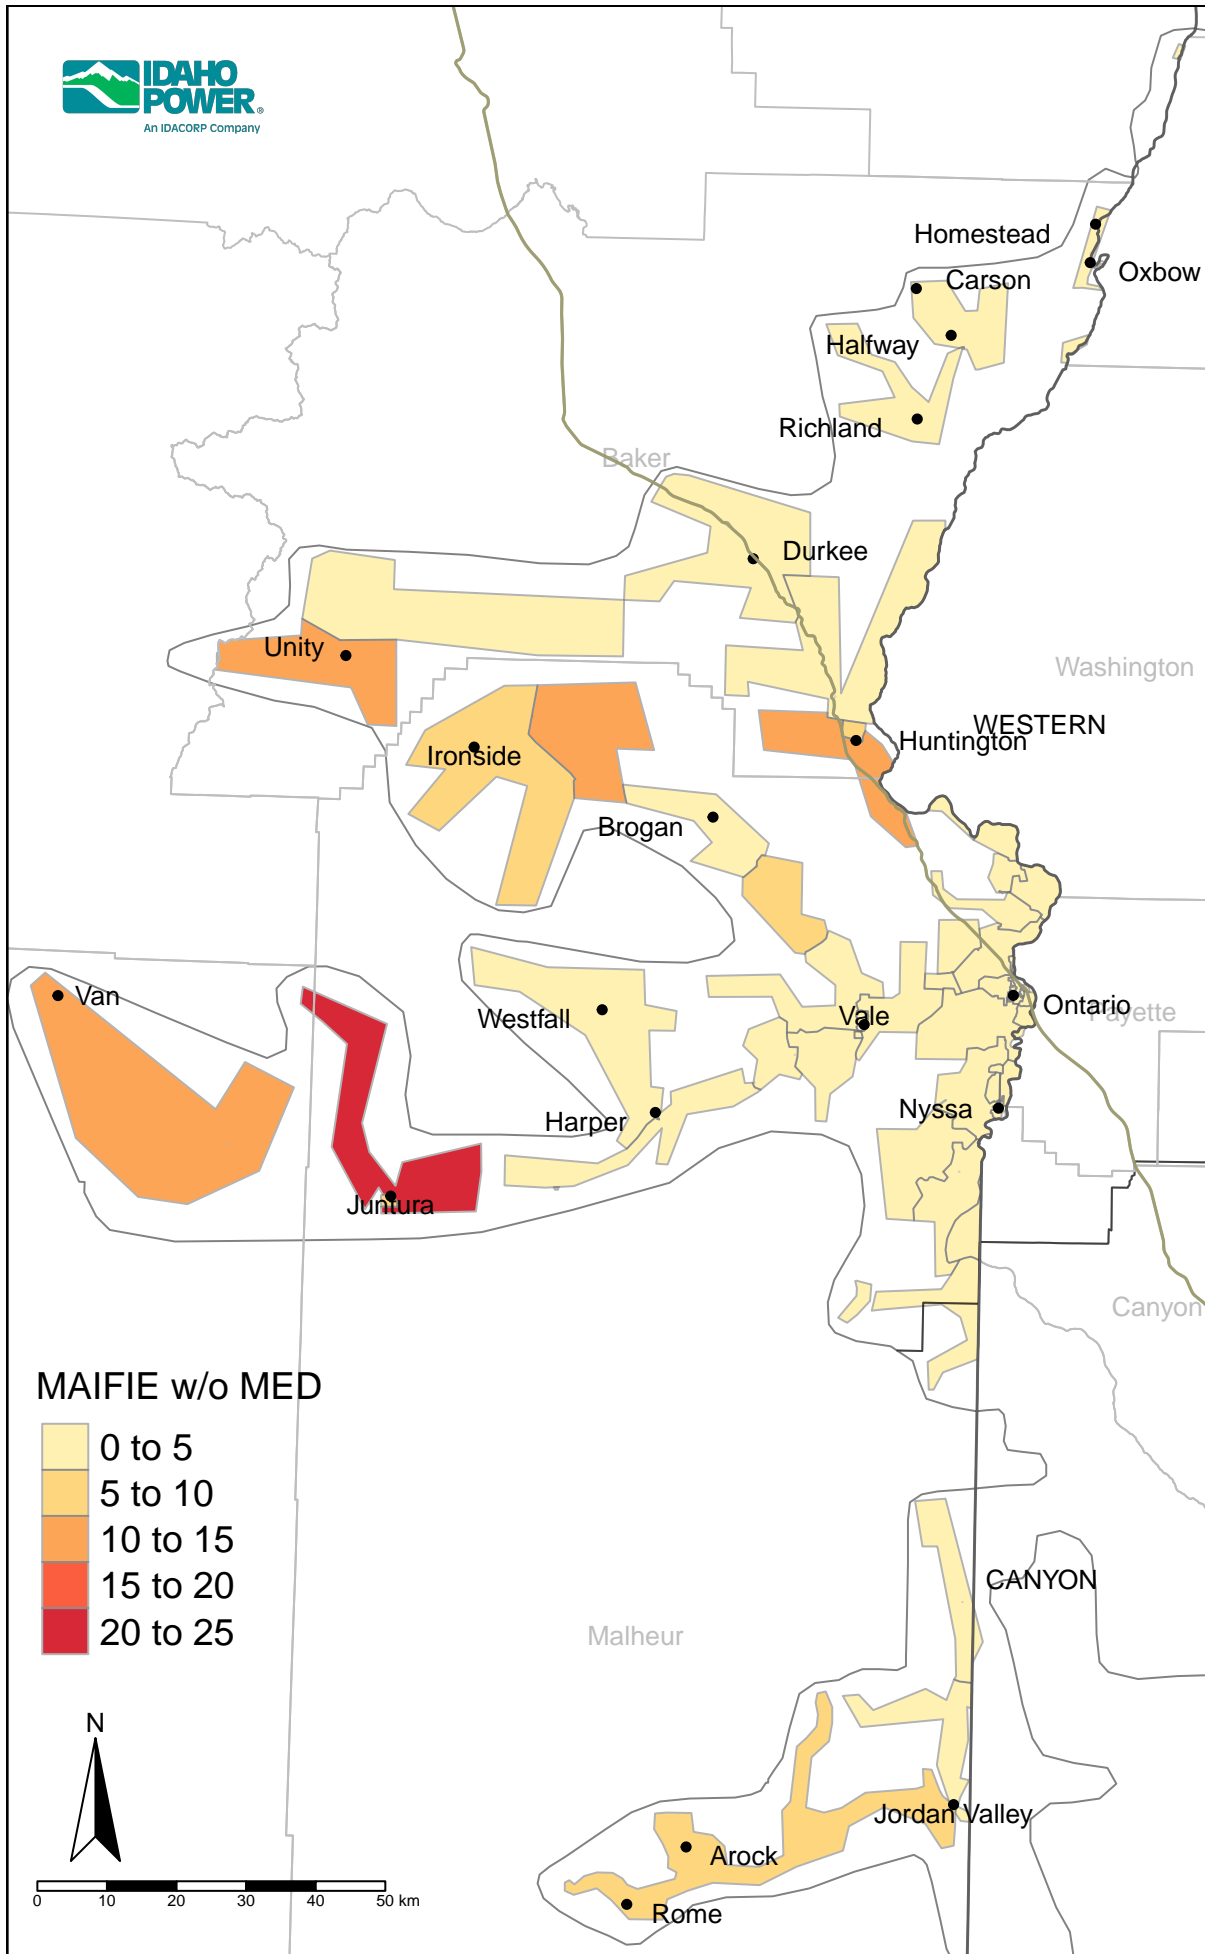 IDAHO
POWER®
An IDACORP Company
Homestead
Oxbow
Carson
Halfway
Richland
Baker
Durkee
Unity
Washington
WESTERN
Huntington
Ironside
Brogan
Van
Westfall
Vale
Ontario
Payette
Harper
Nyssa
Juntura
Canyon
MAIFIE w/o MED
0 to 5
5 to 10
10 to 15
15 to 20
20 to 25
CANYON
Malheur
N
Jordan Valley
Arock
Rome
0 10 20 30 40 50 km